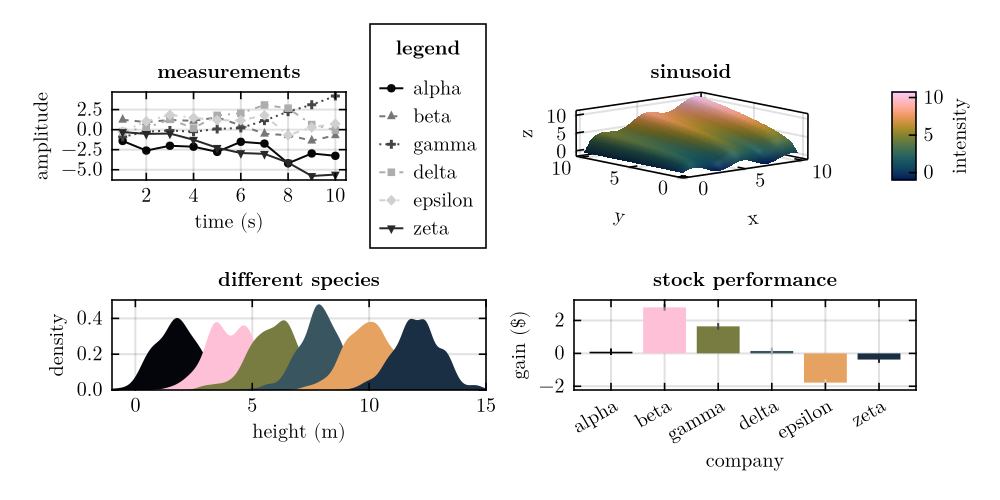 measurements
amplitude
2.5
0.0
−2.5
−5.0
2 4 6 8 10
time (s)
legend
alpha
beta
gamma
delta
epsilon
zeta
sinusoid
z
10
5
0
10 5 0
0 5 10
y
x
10
5
0
intensity
different species
density
0.4
0.2
0.0
0 5 10 15
height (m)
stock performance
gain ($)
2
0
−2
alpha beta gamma delta epsilon zeta
company